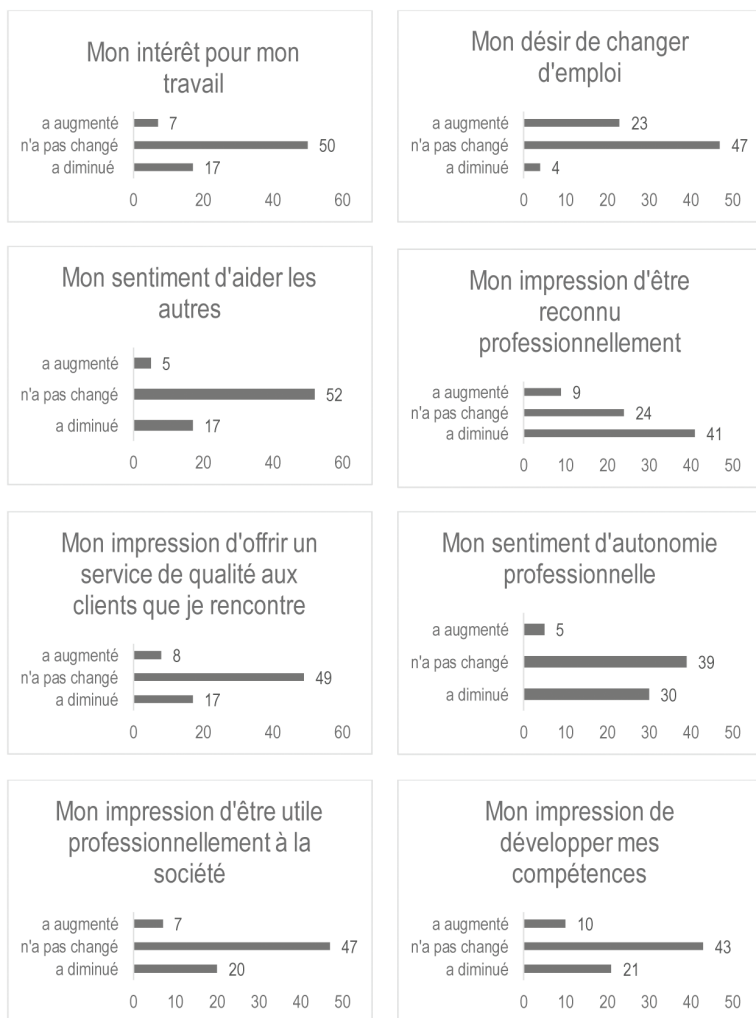 Mon intérêt pour mon
travail
a augmenté 7
n'a pas changé 50
a diminué 17
0 20 40 60
Mon désir de changer
d'emploi
a augmenté 23
n'a pas changé 47
a diminué 4
0 10 20 30 40 50
Mon sentiment d'aider les
autres
a augmenté 5
n'a pas changé 52
a diminué 17
0 20 40 60
Mon impression d'être
reconnu
professionnellement
a augmenté 9
n'a pas changé 24
a diminué 41
0 10 20 30 40 50
Mon impression d'offrir un
service de qualité aux
clients que je rencontre
a augmenté 8
n'a pas changé 49
a diminué 17
0 20 40 60
Mon sentiment d'autonomie
professionnelle
a augmenté 5
n'a pas changé 39
a diminué 30
0 10 20 30 40 50
Mon impression d'être utile
professionnellement à la
société
a augmenté 7
n'a pas changé 47
a diminué 20
0 10 20 30 40 50
Mon impression de
développer mes
compétences
a augmenté 10
n'a pas changé 43
a diminué 21
0 10 20 30 40 50